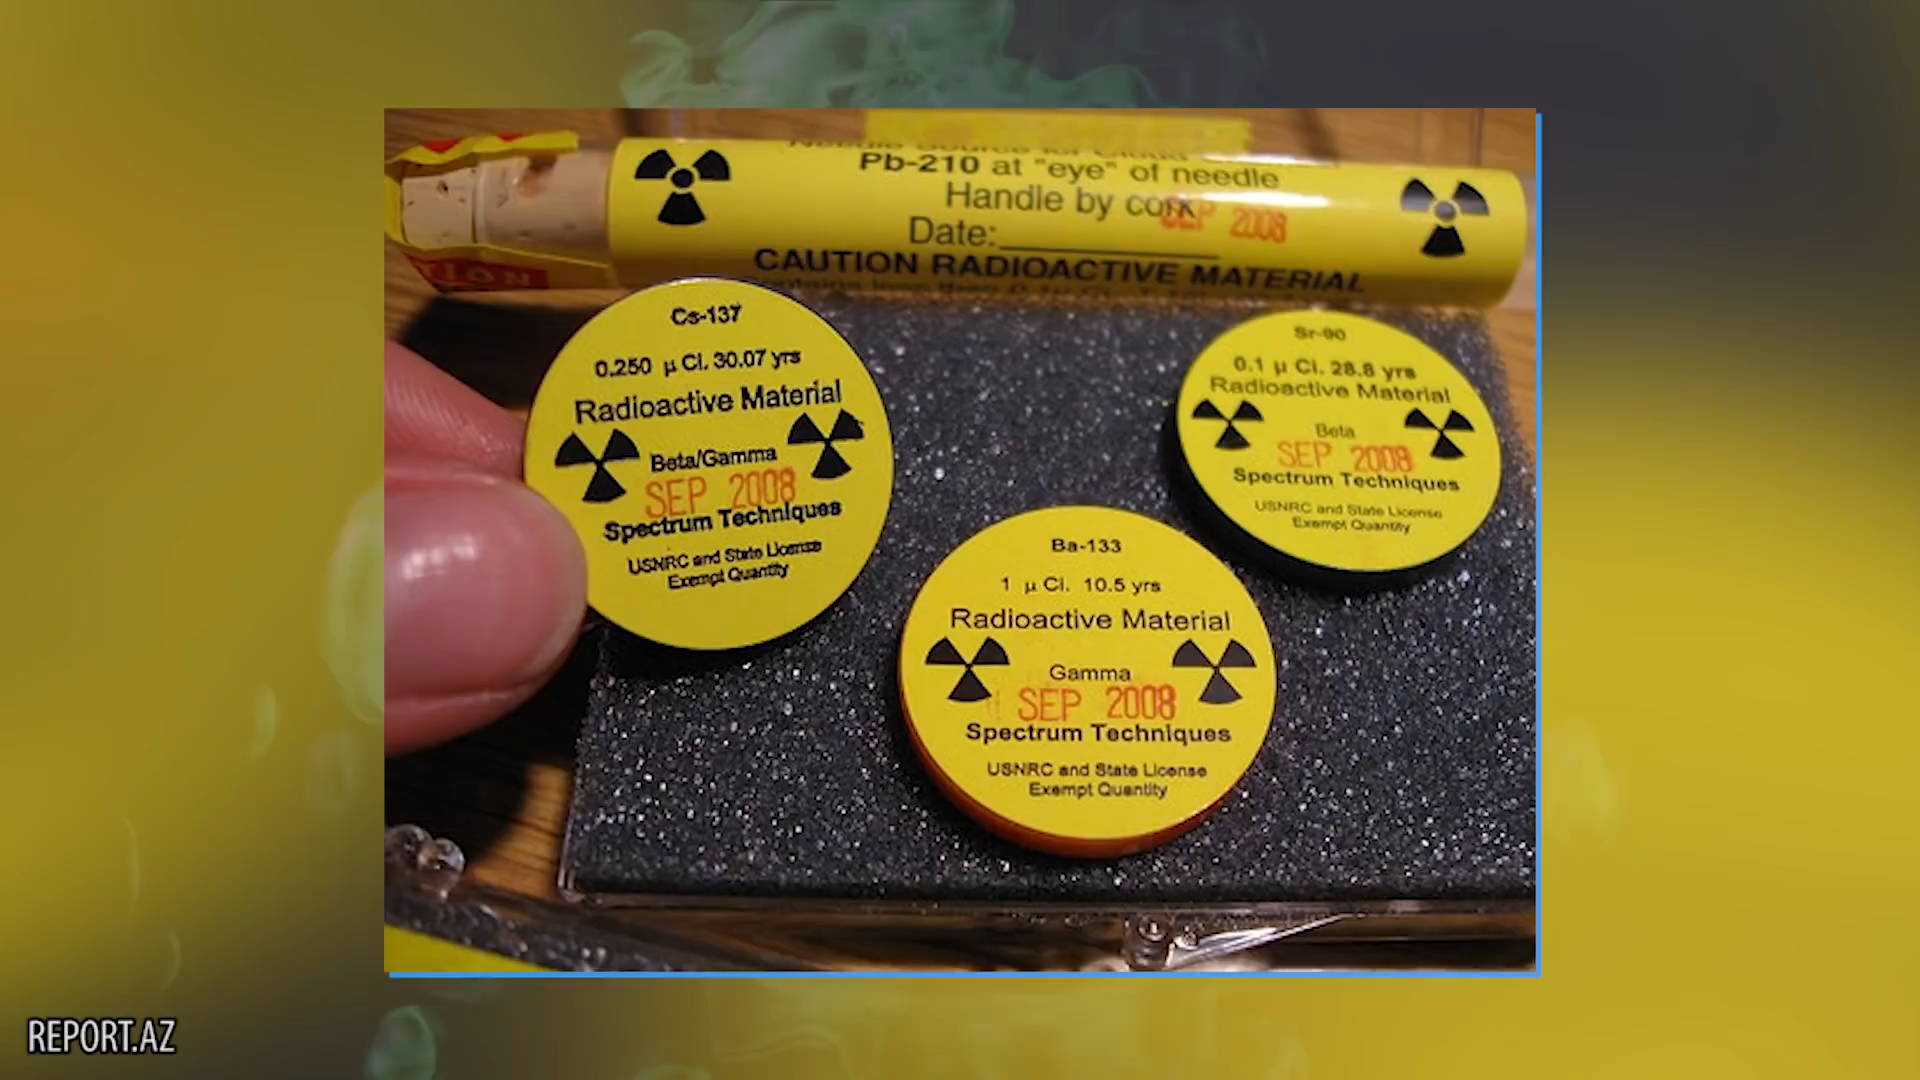 Pb-210 at "eye" of needle
Handle by cork
SEP 2008
Date:
CAUTION RADIOACTIVE MATERIAL
Cs-137
0.250 μ Ci. 30.07 yrs
Radioactive Material
Beta/Gamma
SEP 2008
Spectrum Techniques
USNRC and State License
Exempt Quantity
Sr-90
0.1 μ Ci. 28.8 yrs
Radioactive Material
Beta
SEP 2008
Spectrum Techniques
USNRC and State License
Exempt Quantity
Ba-133
1 μ Ci. 10.5 yrs
Radioactive Material
Gamma
SEP 2008
Spectrum Techniques
USNRC and State License
Exempt Quantity
REPORT.AZ